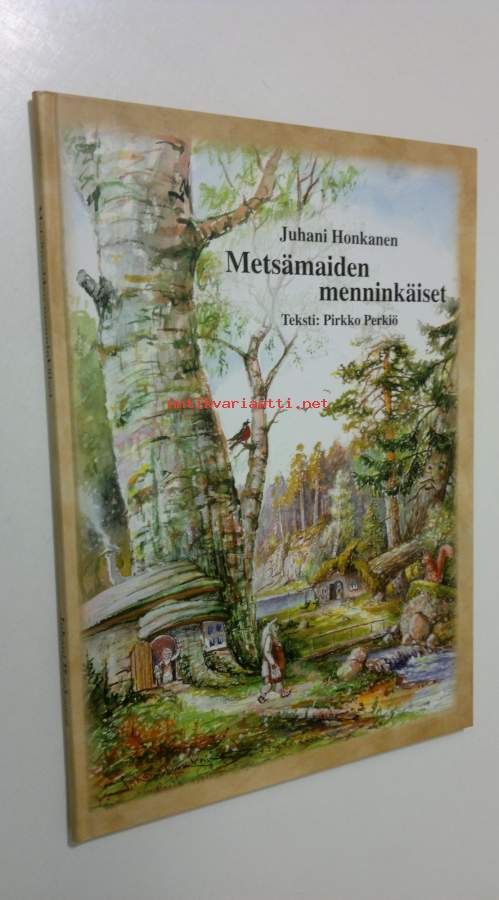 Juhani Honkanen
Metsämaiden
menninkäiset
Teksti: Pirkko Perkiö
antikvariaatti.net